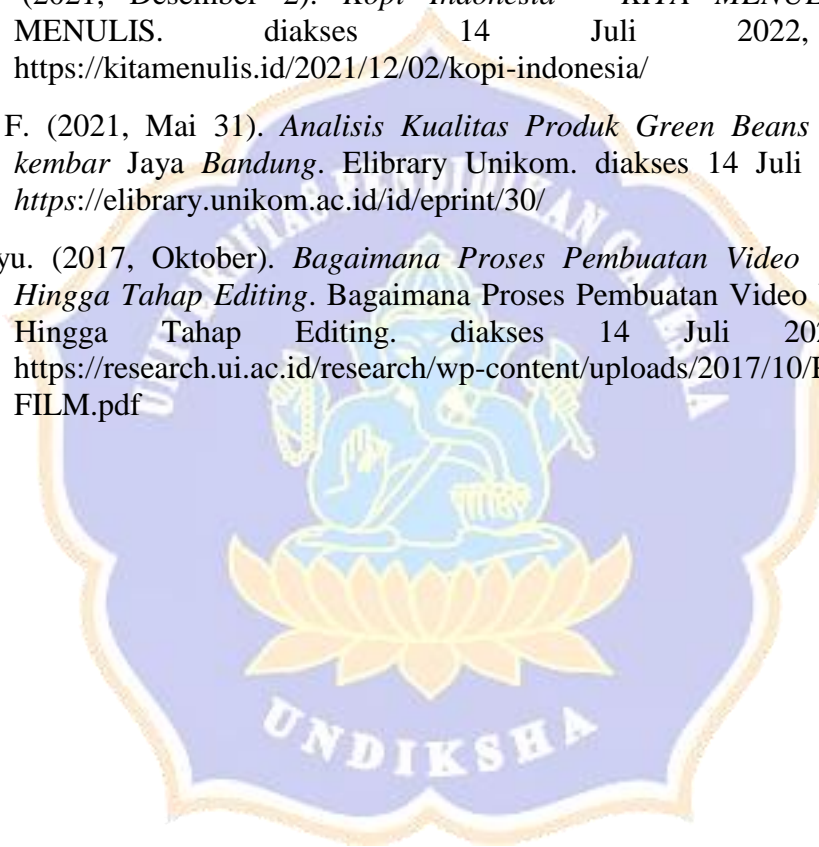 (2021, Desember 2). Kopi Indonesia – KITA MENUL
MENULIS. diakses 14 Juli 2022,
https://kitamenulis.id/2021/12/02/kopi-indonesia/
F. (2021, Mai 31). Analisis Kualitas Produk Green Beans
kembar Jaya Bandung. Elibrary Unikom. diakses 14 Juli
https://elibrary.unikom.ac.id/id/eprint/30/
yu. (2017, Oktober). Bagaimana Proses Pembuatan Video
Hingga Tahap Editing. Bagaimana Proses Pembuatan Video
Hingga Tahap Editing. diakses 14 Juli 202
https://research.ui.ac.id/research/wp-content/uploads/2017/10/
FILM.pdf
UNIVERSITAS PENDIDIKAN GANESHA
UNDIKSHA